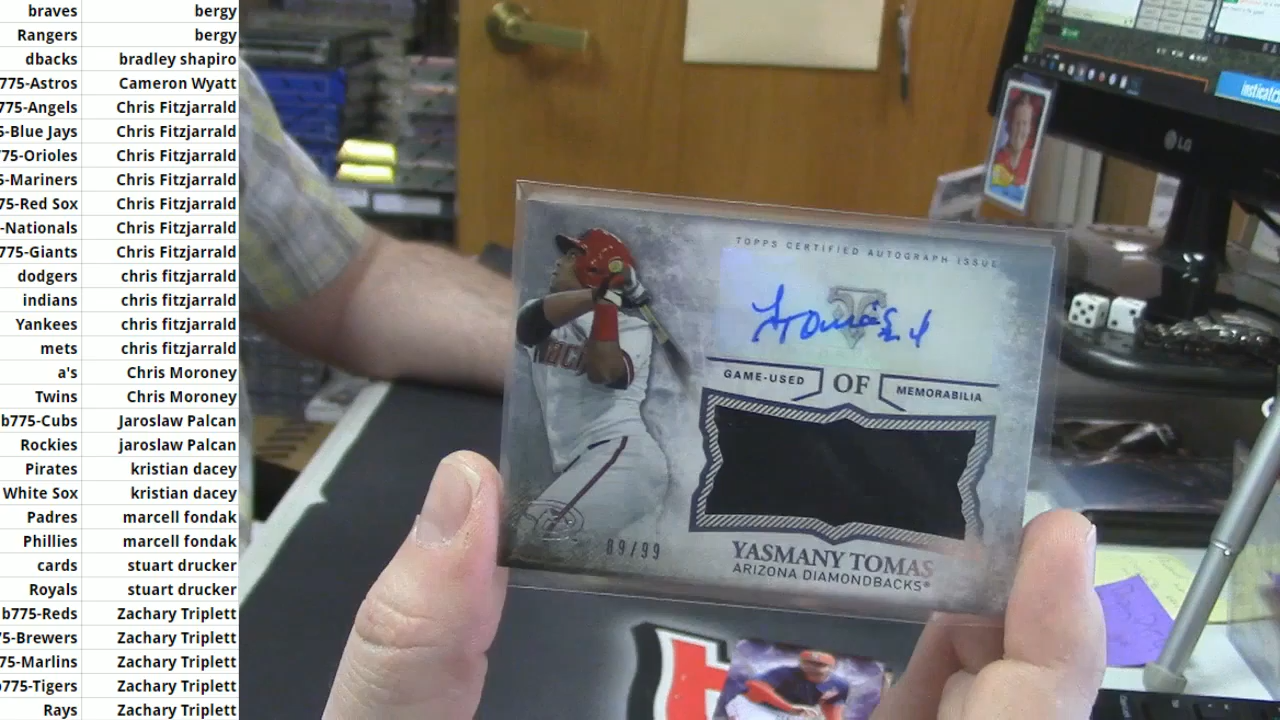 braves bergy
Rangers bergy
dbacks bradley shapiro
775-Astros Cameron Wyatt
775-Angels Chris Fitzjarrald
5-Blue Jays Chris Fitzjarrald
75-Orioles Chris Fitzjarrald
5-Mariners Chris Fitzjarrald
75-Red Sox Chris Fitzjarrald
-Nationals Chris Fitzjarrald
775-Giants Chris Fitzjarrald
dodgers chris fitzjarrald
indians chris fitzjarrald
Yankees chris fitzjarrald
mets chris fitzjarrald
a's Chris Moroney
Twins Chris Moroney
b775-Cubs Jaroslaw Palcan
Rockies jaroslaw Palcan
Pirates kristian dacey
White Sox kristian dacey
Padres marcell fondak
Phillies marcell fondak
cards stuart drucker
Royals stuart drucker
b775-Reds Zachary Triplett
75-Brewers Zachary Triplett
75-Marlins Zachary Triplett
b775-Tigers Zachary Triplett
Rays Zachary Triplett
LG
TOPPS CERTIFIED AUTOGRAPH ISSUE
GAME-USED OF MEMORABILIA
89/99
YASMANY TOMAS
ARIZONA DIAMONDBACKS